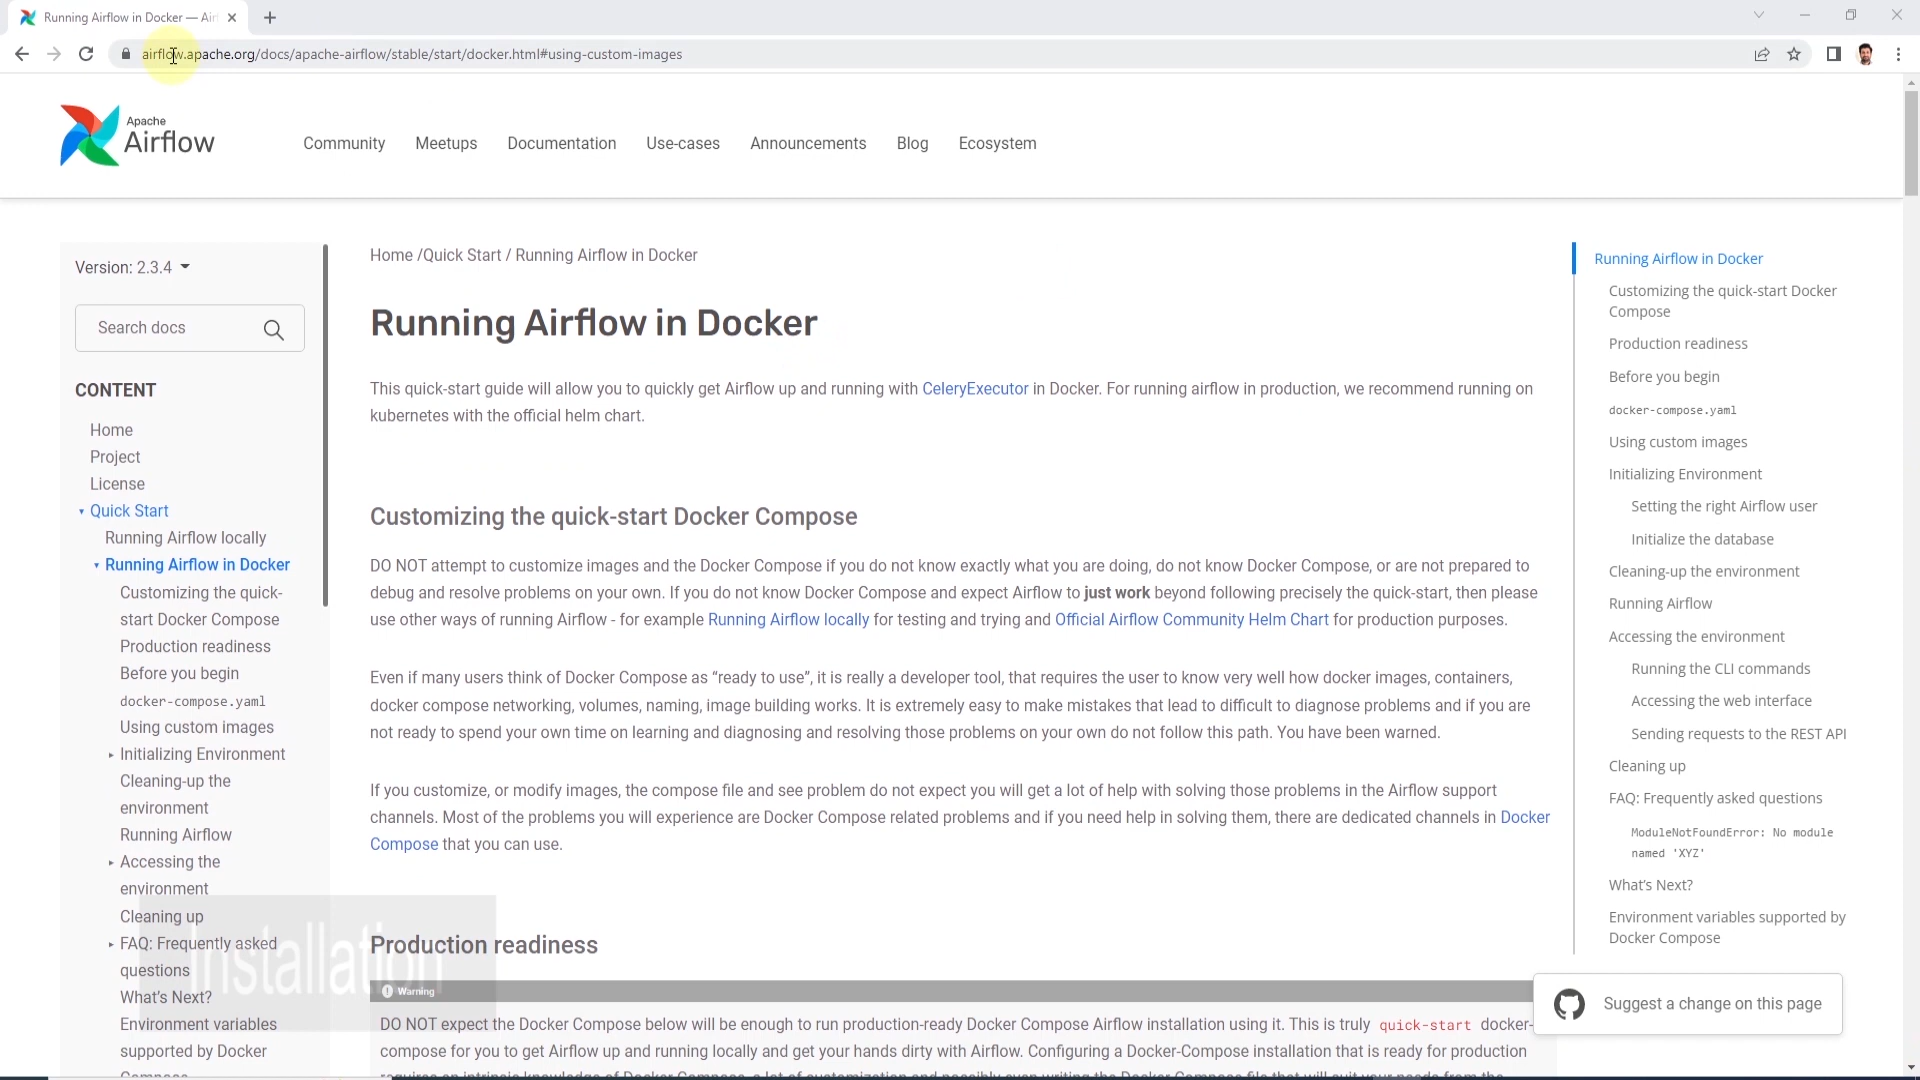 Running Airflow in Docker — Air
airflow.apache.org/docs/apache-airflow/stable/start/docker.html#using-custom-images
Apache
Airflow
Community
Meetups
Documentation
Use-cases
Announcements
Blog
Ecosystem
Version: 2.3.4
Search docs
CONTENT
Home
Project
License
Quick Start
Running Airflow locally
Running Airflow in Docker
Customizing the quick-
start Docker Compose
Production readiness
Before you begin
docker-compose.yaml
Using custom images
Initializing Environment
Cleaning-up the
environment
Running Airflow
Accessing the
environment
Cleaning up
FAQ: Frequently asked
questions
What's Next?
Environment variables
supported by Docker
Compose
Installation
Home /Quick Start / Running Airflow in Docker
Running Airflow in Docker
This quick-start guide will allow you to quickly get Airflow up and running with CeleryExecutor in Docker. For running airflow in production, we recommend running on
kubernetes with the official helm chart.
Customizing the quick-start Docker Compose
DO NOT attempt to customize images and the Docker Compose if you do not know exactly what you are doing, do not know Docker Compose, or are not prepared to
debug and resolve problems on your own. If you do not know Docker Compose and expect Airflow to just work beyond following precisely the quick-start, then please
use other ways of running Airflow - for example Running Airflow locally for testing and trying and Official Airflow Community Helm Chart for production purposes.
Even if many users think of Docker Compose as “ready to use”, it is really a developer tool, that requires the user to know very well how docker images, containers,
docker compose networking, volumes, naming, image building works. It is extremely easy to make mistakes that lead to difficult to diagnose problems and if you are
not ready to spend your own time on learning and diagnosing and resolving those problems on your own do not follow this path. You have been warned.
If you customize, or modify images, the compose file and see problem do not expect you will get a lot of help with solving those problems in the Airflow support
channels. Most of the problems you will experience are Docker Compose related problems and if you need help in solving them, there are dedicated channels in Docker
Compose that you can use.
Production readiness
Warning
DO NOT expect the Docker Compose below will be enough to run production-ready Docker Compose Airflow installation using it. This is truly quick-start docker-
compose for you to get Airflow up and running locally and get your hands dirty with Airflow. Configuring a Docker-Compose installation that is ready for production
requires an intrinsic knowledge of Docker Compose, a lot of customization and possibly even writing the Docker Compose file that will suit your needs from the
Running Airflow in Docker
Customizing the quick-start Docker
Compose
Production readiness
Before you begin
docker-compose.yaml
Using custom images
Initializing Environment
Setting the right Airflow user
Initialize the database
Cleaning-up the environment
Running Airflow
Accessing the environment
Running the CLI commands
Accessing the web interface
Sending requests to the REST API
Cleaning up
FAQ: Frequently asked questions
ModuleNotFoundError: No module
named 'XYZ'
What's Next?
Environment variables supported by
Docker Compose
Suggest a change on this page